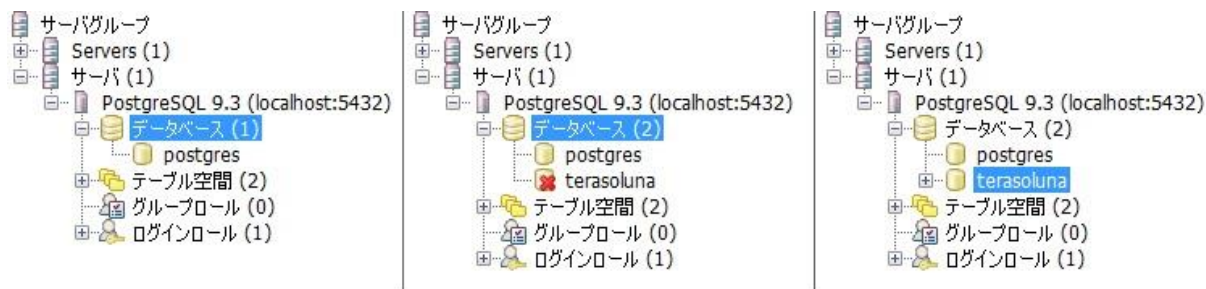 サーバグループ
Servers (1)
サーバ (1)
PostgreSQL 9.3 (localhost:5432)
データベース (1)
postgres
テーブル空間 (2)
グループロール (0)
ログインロール (1)
サーバグループ
Servers (1)
サーバ (1)
PostgreSQL 9.3 (localhost:5432)
データベース (2)
postgres
terasoluna
テーブル空間 (2)
グループロール (0)
ログインロール (1)
サーバグループ
Servers (1)
サーバ (1)
PostgreSQL 9.3 (localhost:5432)
データベース (2)
postgres
terasoluna
テーブル空間 (2)
グループロール (0)
ログインロール (1)